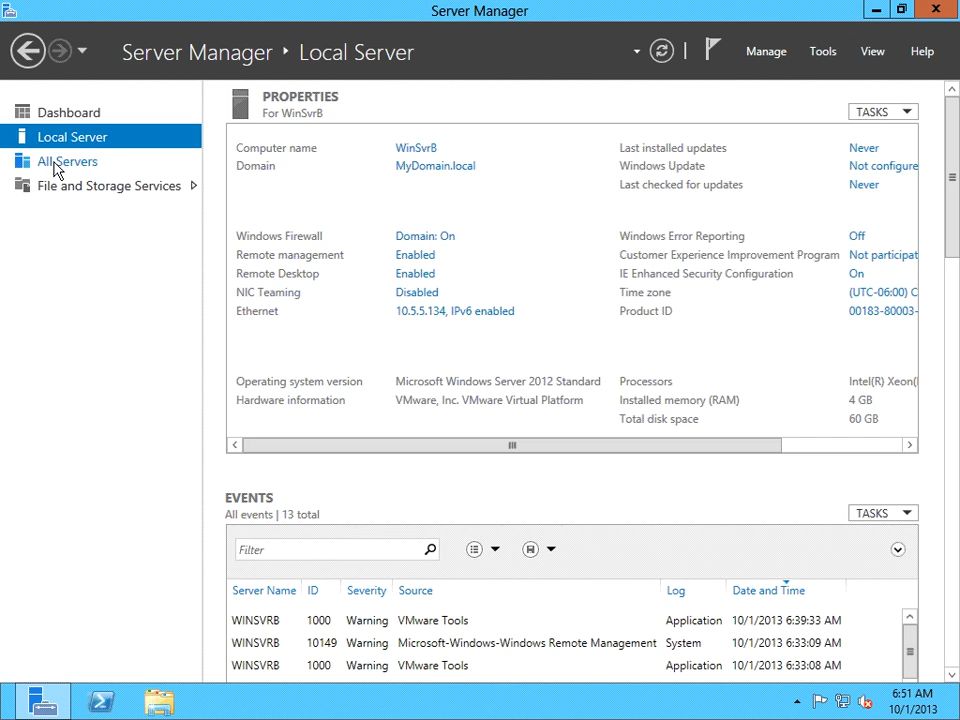 Server Manager
Server Manager Local Server
Manage Tools View Help
Dashboard
Local Server
All Servers
File and Storage Services
PROPERTIES
For WinSvrB
TASKS
Computer name WinSvrB Last installed updates Never
Domain MyDomain.local Windows Update Not configure
Last checked for updates Never
Windows Firewall Domain: On Windows Error Reporting Off
Remote management Enabled Customer Experience Improvement Program Not participat
Remote Desktop Enabled IE Enhanced Security Configuration On
NIC Teaming Disabled Time zone (UTC-06:00) C
Ethernet 10.5.5.134, IPv6 enabled Product ID 00183-80003-
Operating system version Microsoft Windows Server 2012 Standard Processors Intel(R) Xeon(
Hardware information VMware, Inc. VMware Virtual Platform Installed memory (RAM) 4 GB
Total disk space 60 GB
EVENTS
All events | 13 total
TASKS
Filter
Server Name ID Severity Source Log Date and Time
WINSVRB 1000 Warning VMware Tools Application 10/1/2013 6:39:33 AM
WINSVRB 10149 Warning Microsoft-Windows-Windows Remote Management System 10/1/2013 6:33:09 AM
WINSVRB 1000 Warning VMware Tools Application 10/1/2013 6:33:08 AM
6:51 AM
10/1/2013